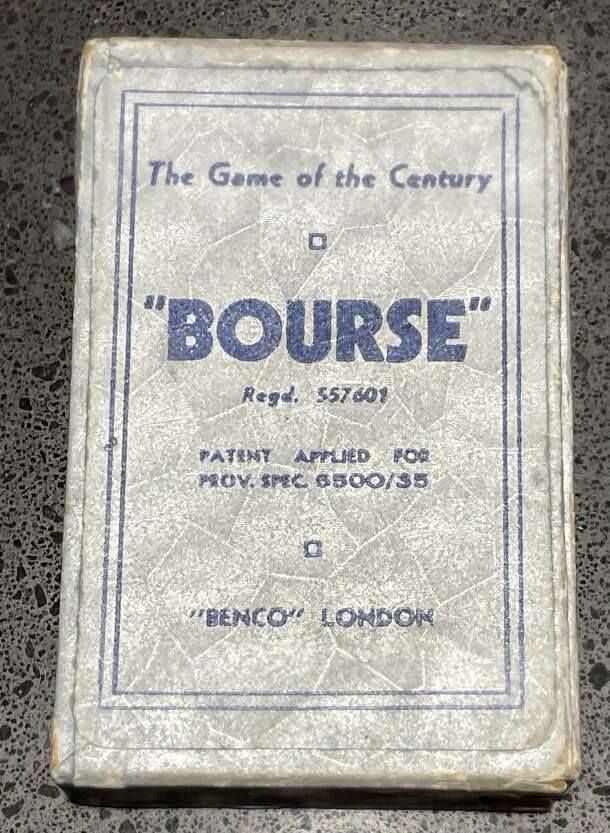 The Game of the Century
"BOURSE"
Regd. 557601
PATENT APPLIED FOR
PROV. SPEC. 6500/35
"BENCO" LONDON